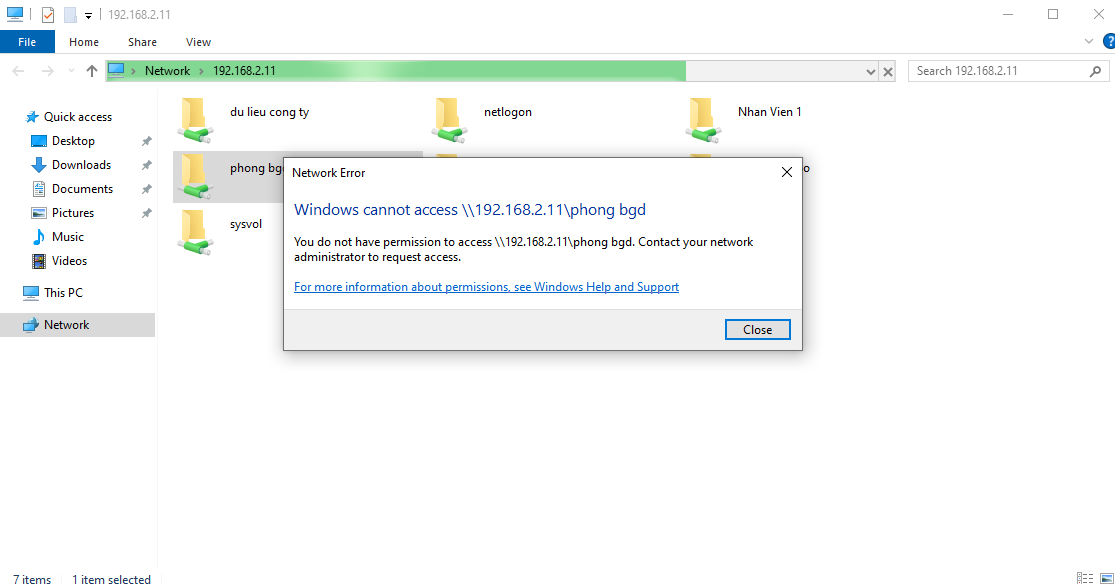 192.168.2.11
File Home Share View
Network 192.168.2.11
Search 192.168.2.11
Quick access
Desktop
Downloads
Documents
Pictures
Music
Videos
This PC
Network
du lieu cong ty netlogon Nhan Vien 1
phong
sysvol
Network Error
Windows cannot access \\192.168.2.11\phong bgd
You do not have permission to access \\192.168.2.11\phong bgd. Contact your network
administrator to request access.
For more information about permissions, see Windows Help and Support
Close
7 items 1 item selected